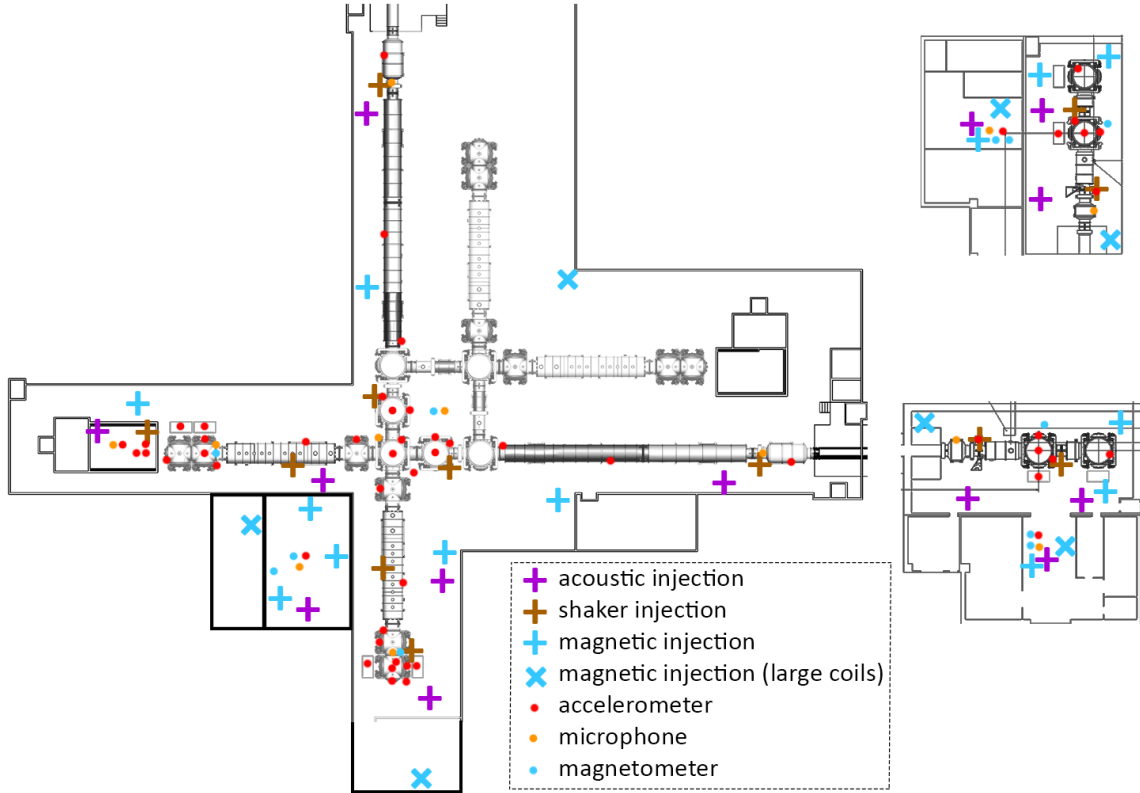 acoustic injection
shaker injection
magnetic injection
magnetic injection (large coils)
accelerometer
microphone
magnetometer